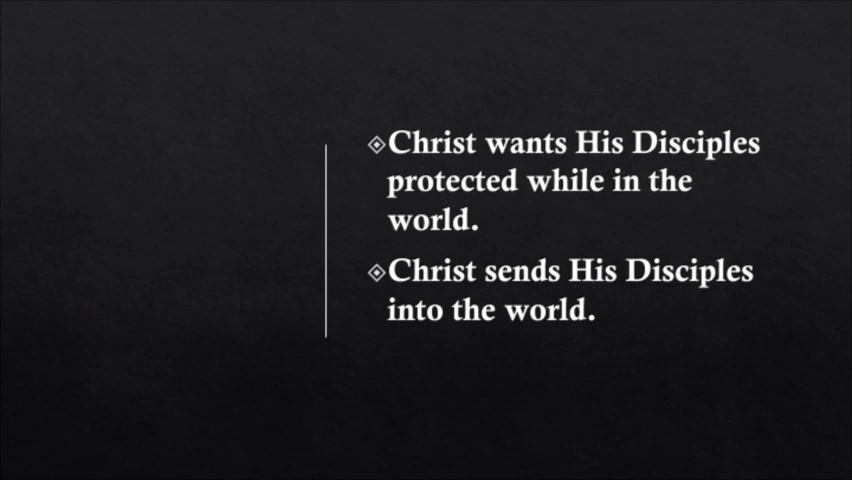 Christ wants His Disciples
protected while in the
world.
Christ sends His Disciples
into the world.